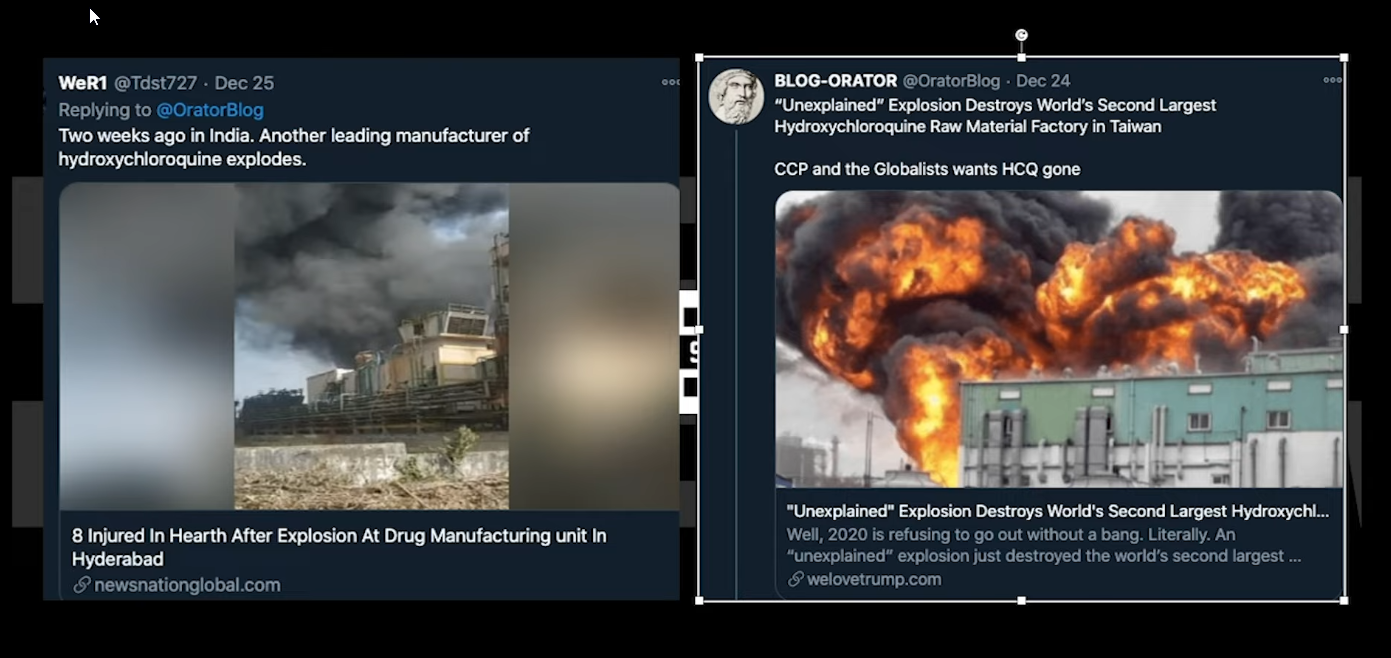 WeR1 @Tdst727 · Dec 25
Replying to @OratorBlog
Two weeks ago in India. Another leading manufacturer of
hydroxychloroquine explodes.
8 Injured In Hearth After Explosion At Drug Manufacturing unit In
Hyderabad
newsnationglobal.com
BLOG-ORATOR @OratorBlog · Dec 24
“Unexplained” Explosion Destroys World’s Second Largest
Hydroxychloroquine Raw Material Factory in Taiwan
CCP and the Globalists wants HCQ gone
"Unexplained" Explosion Destroys World's Second Largest Hydroxychl...
Well, 2020 is refusing to go out without a bang. Literally. An
“unexplained” explosion just destroyed the world’s second largest ...
welovetrump.com